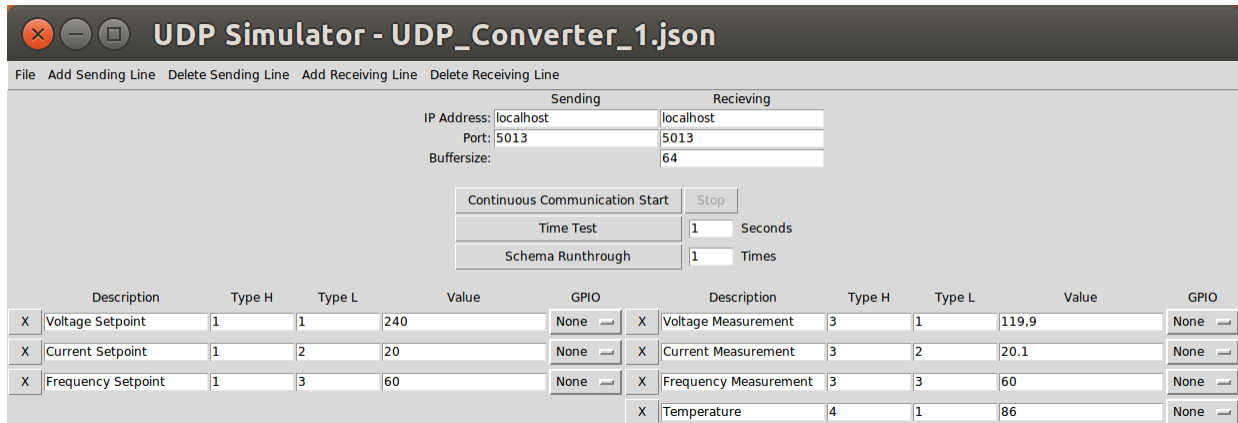 UDP Simulator - UDP_Converter_1.json
File Add Sending Line Delete Sending Line Add Receiving Line Delete Receiving Line
Sending Recieving
IP Address: localhost localhost
Port: 5013 5013
Buffersize: 64
Continuous Communication Start Stop
Time Test 1 Seconds
Schema Runthrough 1 Times
Description Type H Type L Value GPIO Description Type H Type L Value GPIO
X Voltage Setpoint 1 1 240 None X Voltage Measurement 3 1 119,9 None
X Current Setpoint 1 2 20 None X Current Measurement 3 2 20.1 None
X Frequency Setpoint 1 3 60 None X Frequency Measurement 3 3 60 None
X Temperature 4 1 86 None